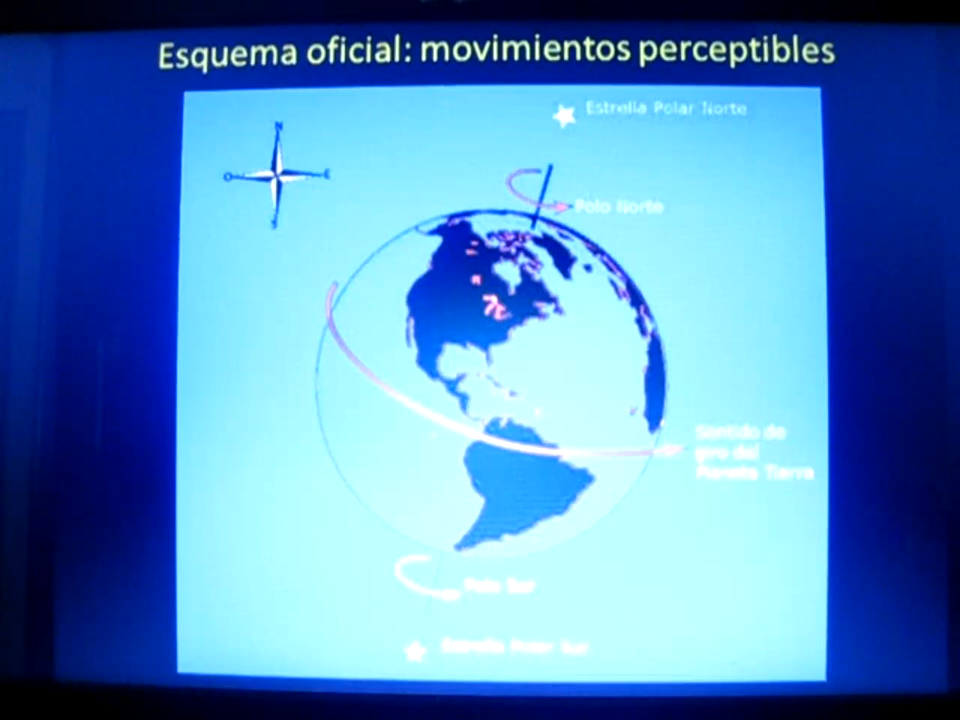 Esquema oficial: movimientos perceptibles
Estrella Polar Norte
N
O E
S
Polo Norte
Sentido de
giro del
Planeta Tierra
Polo Sur
Estrella Polar Sur